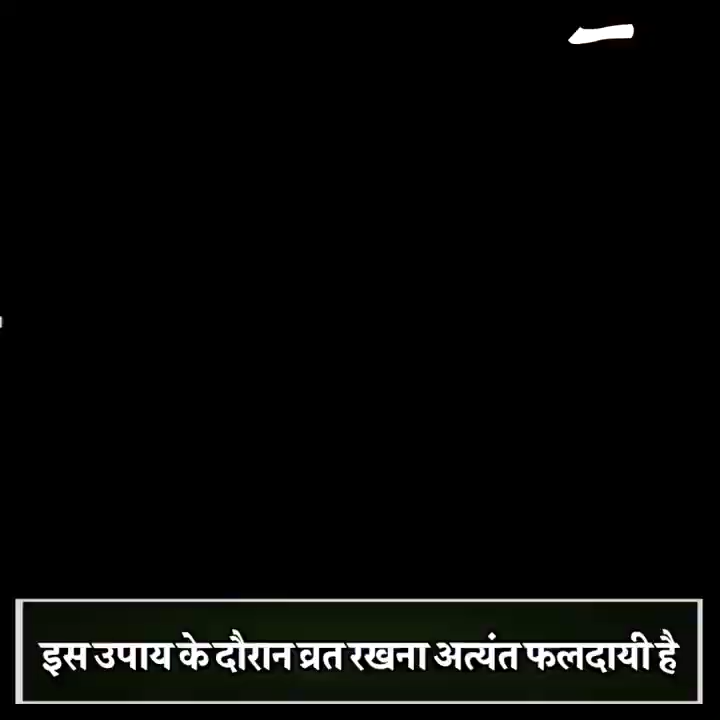 इस उपाय के दौरान व्रत रखना अत्यंत फलदायी है